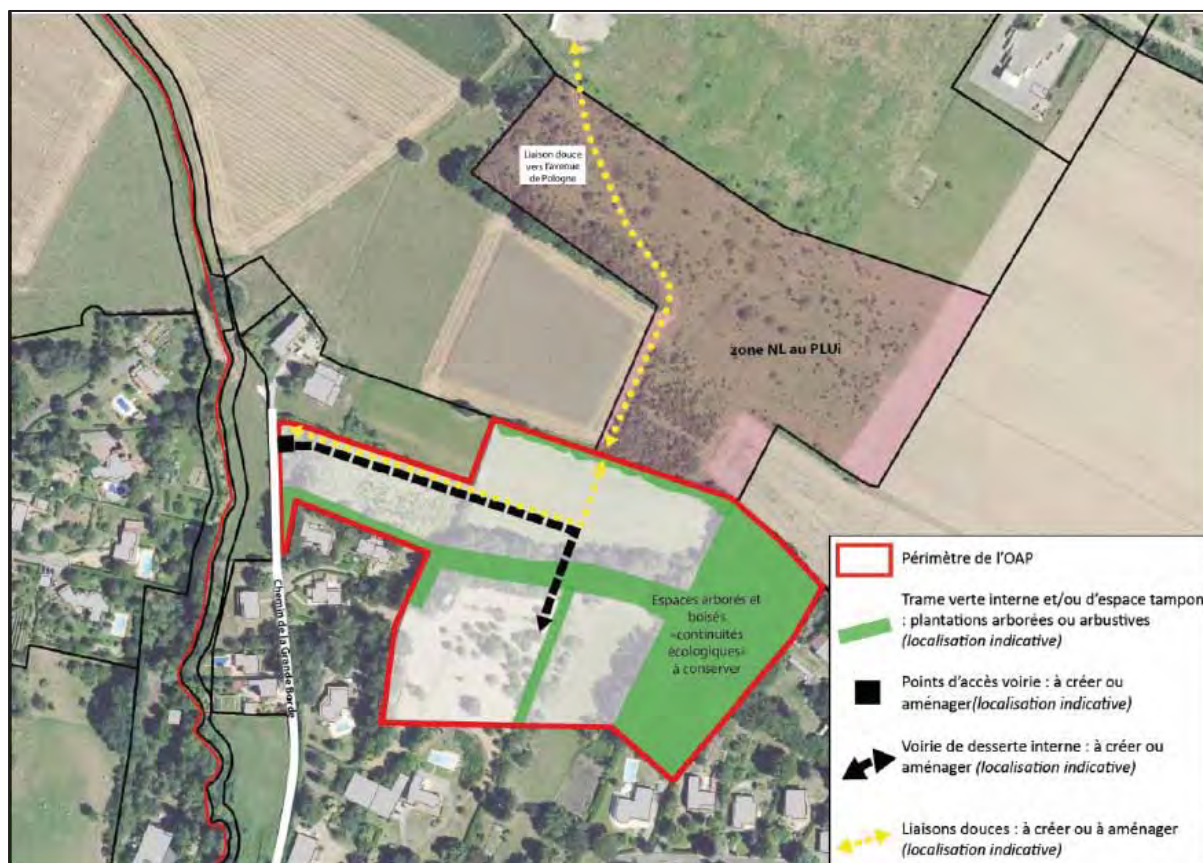 Liaison douce
vers l'avenue
de Pologne
zone NL au PLUi
Chemin de la Grande Borde
Espaces arborés et
boisés
«continuités
écologiques»
à conserver
Périmètre de l'OAP
Trame verte interne et/ou d'espace tampon
: plantations arborées ou arbustives
(localisation indicative)
Points d'accès voirie : à créer ou
aménager(localisation indicative)
Voirie de desserte interne : à créer ou
aménager (localisation indicative)
Liaisons douces : à créer ou à aménager
(localisation indicative)